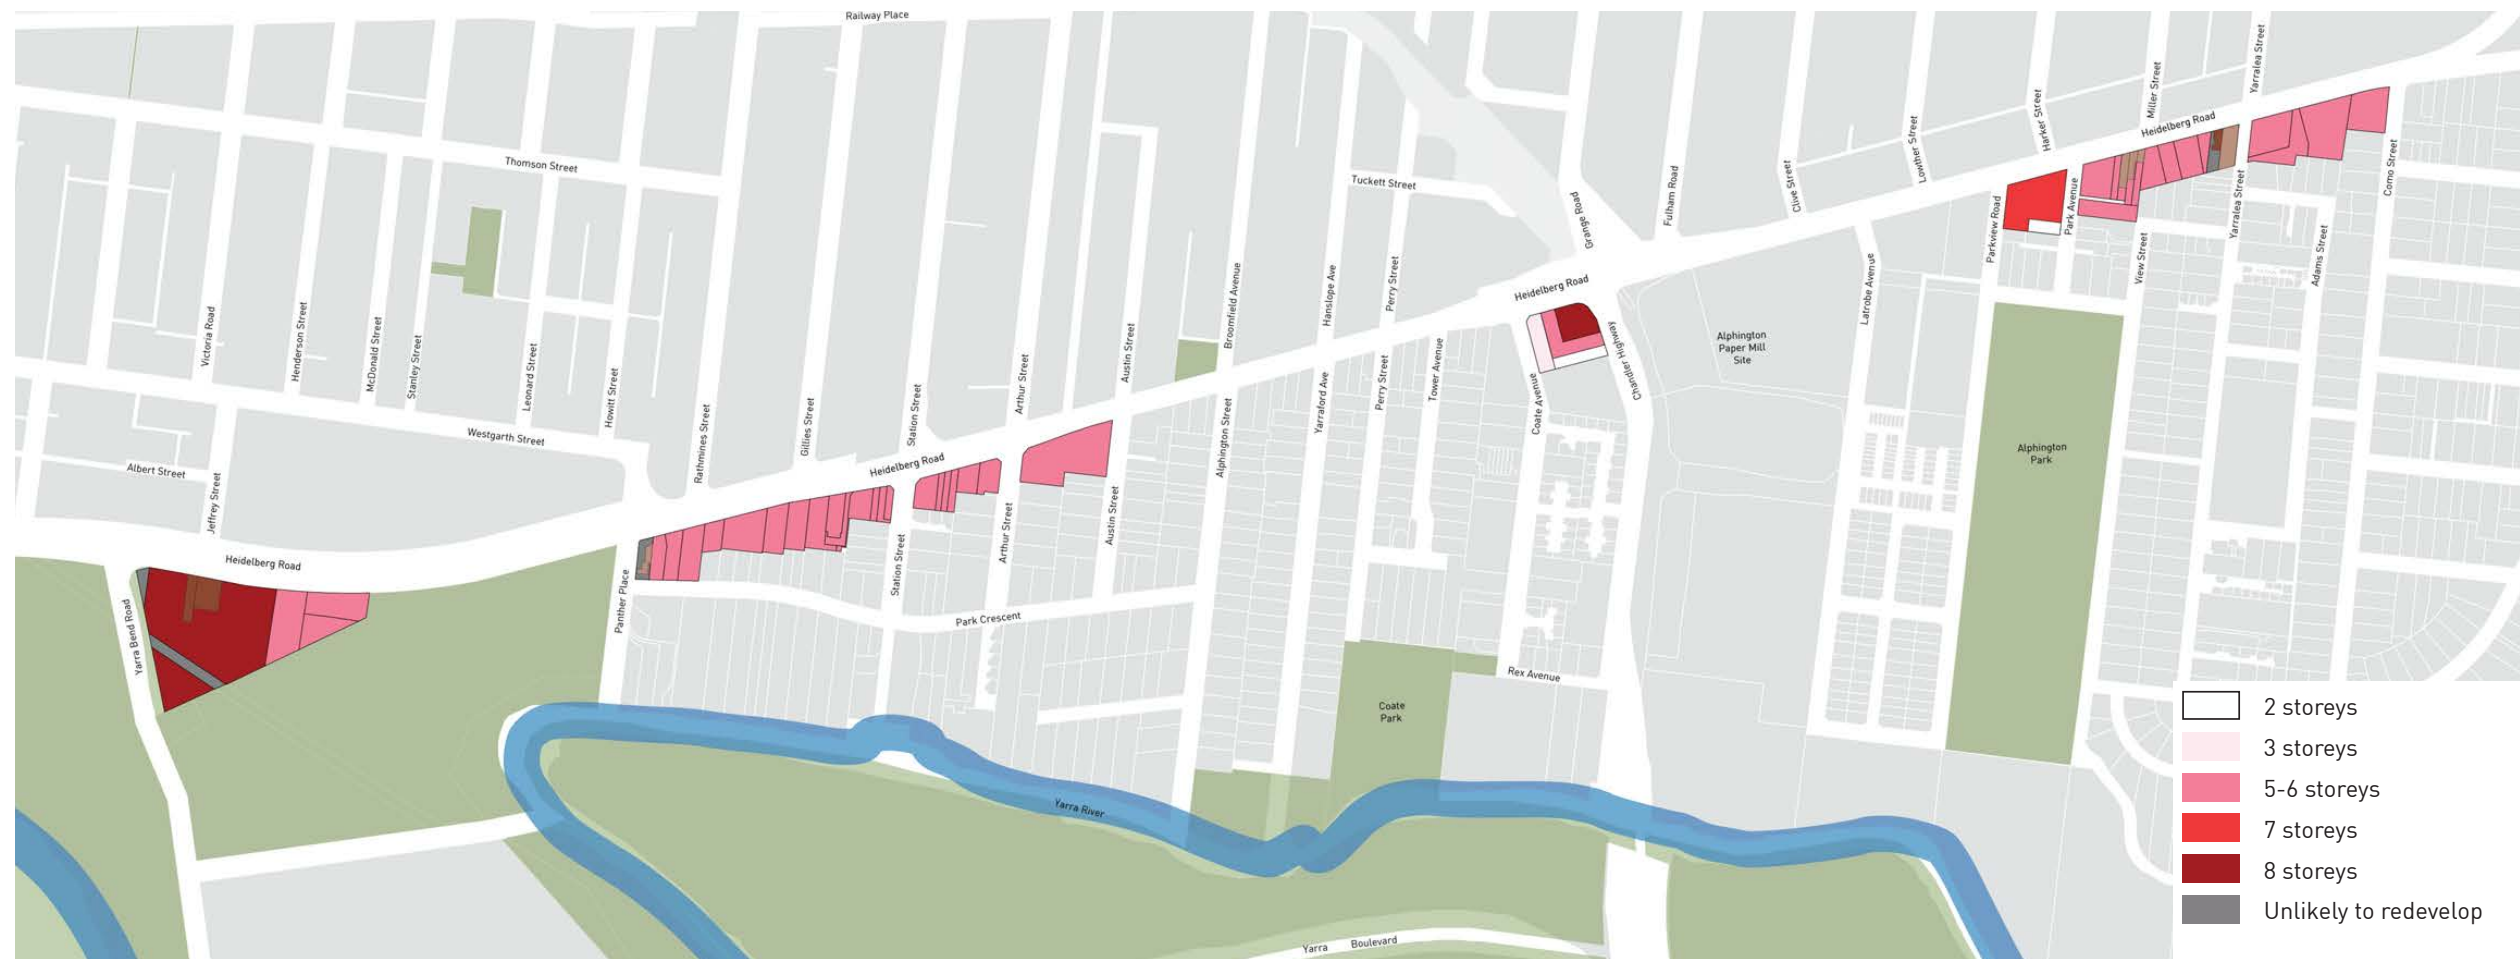 Railway Place
Yarralea Street
Miller Street
Harker Street
Lowther Street
Heidelberg Road
Thomson Street
Tuckett Street
Fulham Road
Clive Street
Como Street
Grange Road
Parkview Road
Park Avenue
Yarralea Street
View Street
Adams Street
Latrobe Avenue
Heidelberg Road
Victoria Road
Henderson Street
McDonald Street
Stanley Street
Leonard Street
Howitt Street
Rathmines Street
Gillies Street
Station Street
Arthur Street
Austin Street
Broomfield Avenue
Hanslope Ave
Perry Street
Alphington
Paper Mill
Site
Chandler Highway
Coate Avenue
Tower Avenue
Perry Street
Yarraford Ave
Alphington Street
Westgarth Street
Albert Street
Jeffrey Street
Heidelberg Road
Alphington
Park
Austin Street
Arthur Street
Station Street
Heidelberg Road
Panther Place
Yarra Bend Road
Park Crescent
Rex Avenue
Coate
Park
Yarra River
Yarra Boulevard
2 storeys
3 storeys
5-6 storeys
7 storeys
8 storeys
Unlikely to redevelop